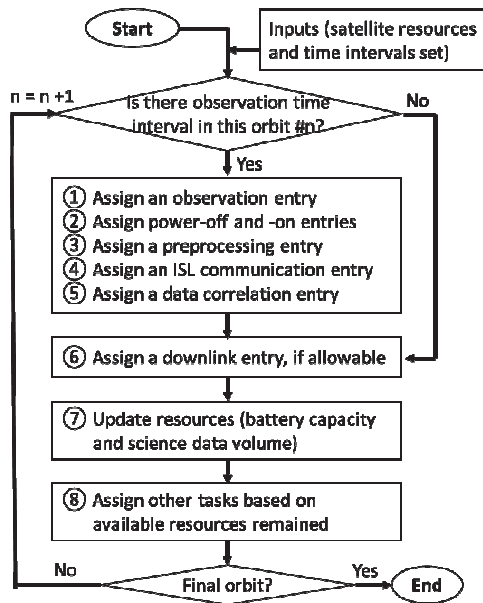 Start
Inputs (satellite resources
and time intervals set)
n = n +1
Is there observation time
interval in this orbit #n?
No
Yes
① Assign an observation entry
② Assign power-off and -on entries
③ Assign a preprocessing entry
④ Assign an ISL communication entry
⑤ Assign a data correlation entry
⑥ Assign a downlink entry, if allowable
⑦ Update resources (battery capacity
and science data volume)
⑧ Assign other tasks based on
available resources remained
No
Final orbit?
Yes
End